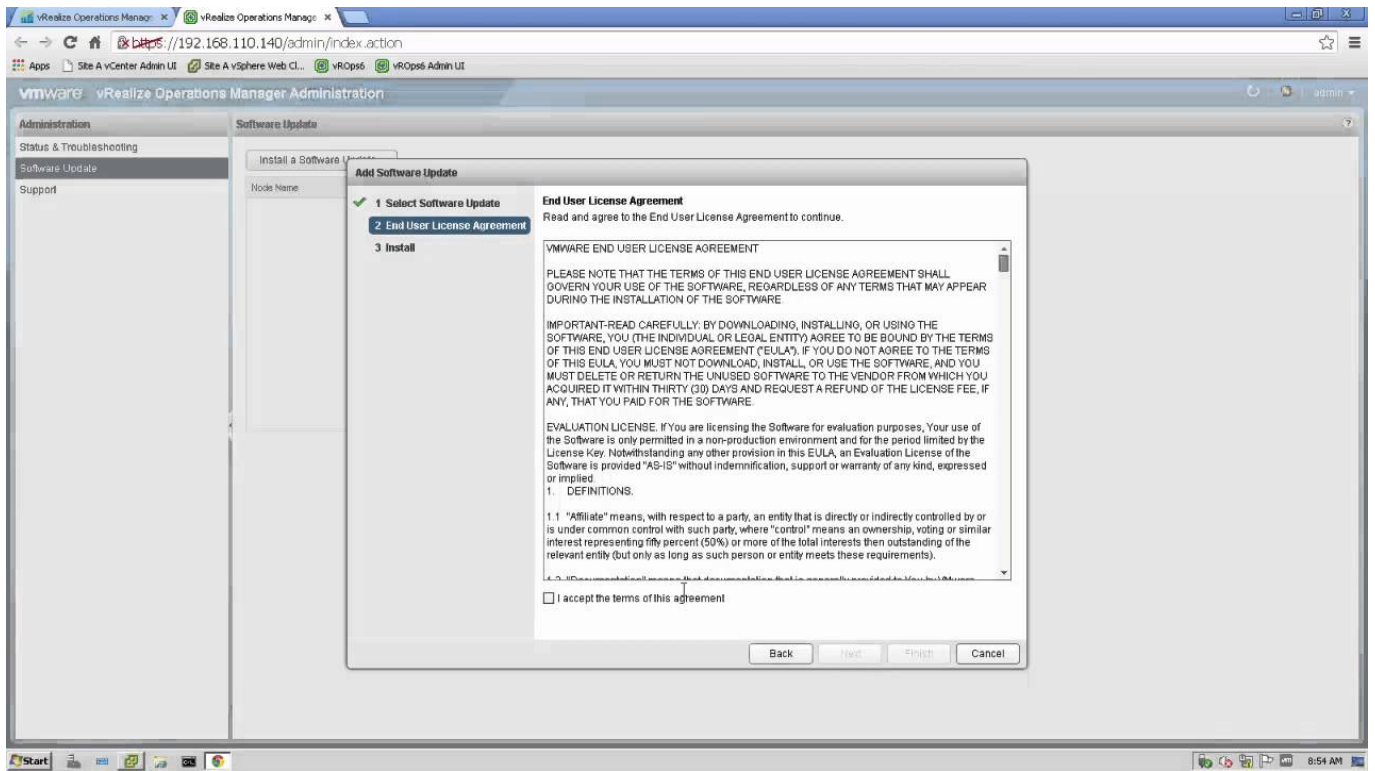 vRealize Operations Manag
vRealize Operations Manage
https://192.168.110.140/admin/index.action
Apps Site A vCenter Admin UI Site A vSphere Web Cl... vROps6 vROps6 Admin UI
vmware vRealize Operations Manager Administration admin
Administration
Software Update
Status & Troubleshooting
Software Update
Support
Install a Software
Node Name
Add Software Update
1 Select Software Update
2 End User License Agreement
3 Install
End User License Agreement
Read and agree to the End User License Agreement to continue.
VMWARE END USER LICENSE AGREEMENT
PLEASE NOTE THAT THE TERMS OF THIS END USER LICENSE AGREEMENT SHALL
GOVERN YOUR USE OF THE SOFTWARE, REGARDLESS OF ANY TERMS THAT MAY APPEAR
DURING THE INSTALLATION OF THE SOFTWARE.
IMPORTANT-READ CAREFULLY: BY DOWNLOADING, INSTALLING, OR USING THE
SOFTWARE, YOU (THE INDIVIDUAL OR LEGAL ENTITY) AGREE TO BE BOUND BY THE TERMS
OF THIS END USER LICENSE AGREEMENT ("EULA"). IF YOU DO NOT AGREE TO THE TERMS
OF THIS EULA, YOU MUST NOT DOWNLOAD, INSTALL, OR USE THE SOFTWARE, AND YOU
MUST DELETE OR RETURN THE UNUSED SOFTWARE TO THE VENDOR FROM WHICH YOU
ACQUIRED IT WITHIN THIRTY (30) DAYS AND REQUEST A REFUND OF THE LICENSE FEE, IF
ANY, THAT YOU PAID FOR THE SOFTWARE.
EVALUATION LICENSE. If You are licensing the Software for evaluation purposes, Your use of
the Software is only permitted in a non-production environment and for the period limited by the
License Key. Notwithstanding any other provision in this EULA, an Evaluation License of the
Software is provided "AS-IS" without indemnification, support or warranty of any kind, expressed
or implied.
1. DEFINITIONS.
1.1 "Affiliate" means, with respect to a party, an entity that is directly or indirectly controlled by or
is under common control with such party, where "control" means an ownership, voting or similar
interest representing fifty percent (50%) or more of the total interests then outstanding of the
relevant entity (but only as long as such person or entity meets these requirements).
I accept the terms of this agreement
Back Next Finish Cancel
Start 8:54 AM